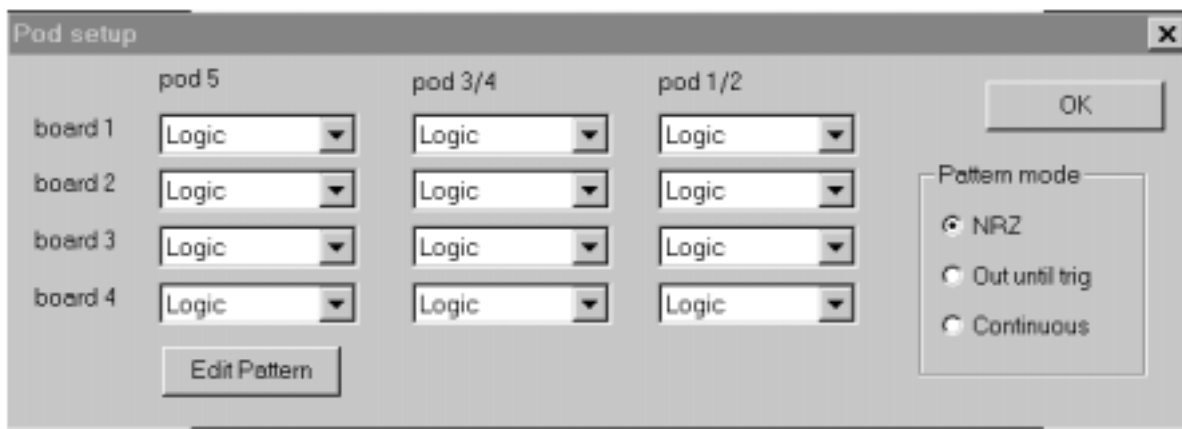 Pod setup
pod 5 pod 3/4 pod 1/2
OK
board 1 Logic Logic Logic
board 2 Logic Logic Logic
Pattern mode
NRZ
board 3 Logic Logic Logic
Out until trig
board 4 Logic Logic Logic
Continuous
Edit Pattern